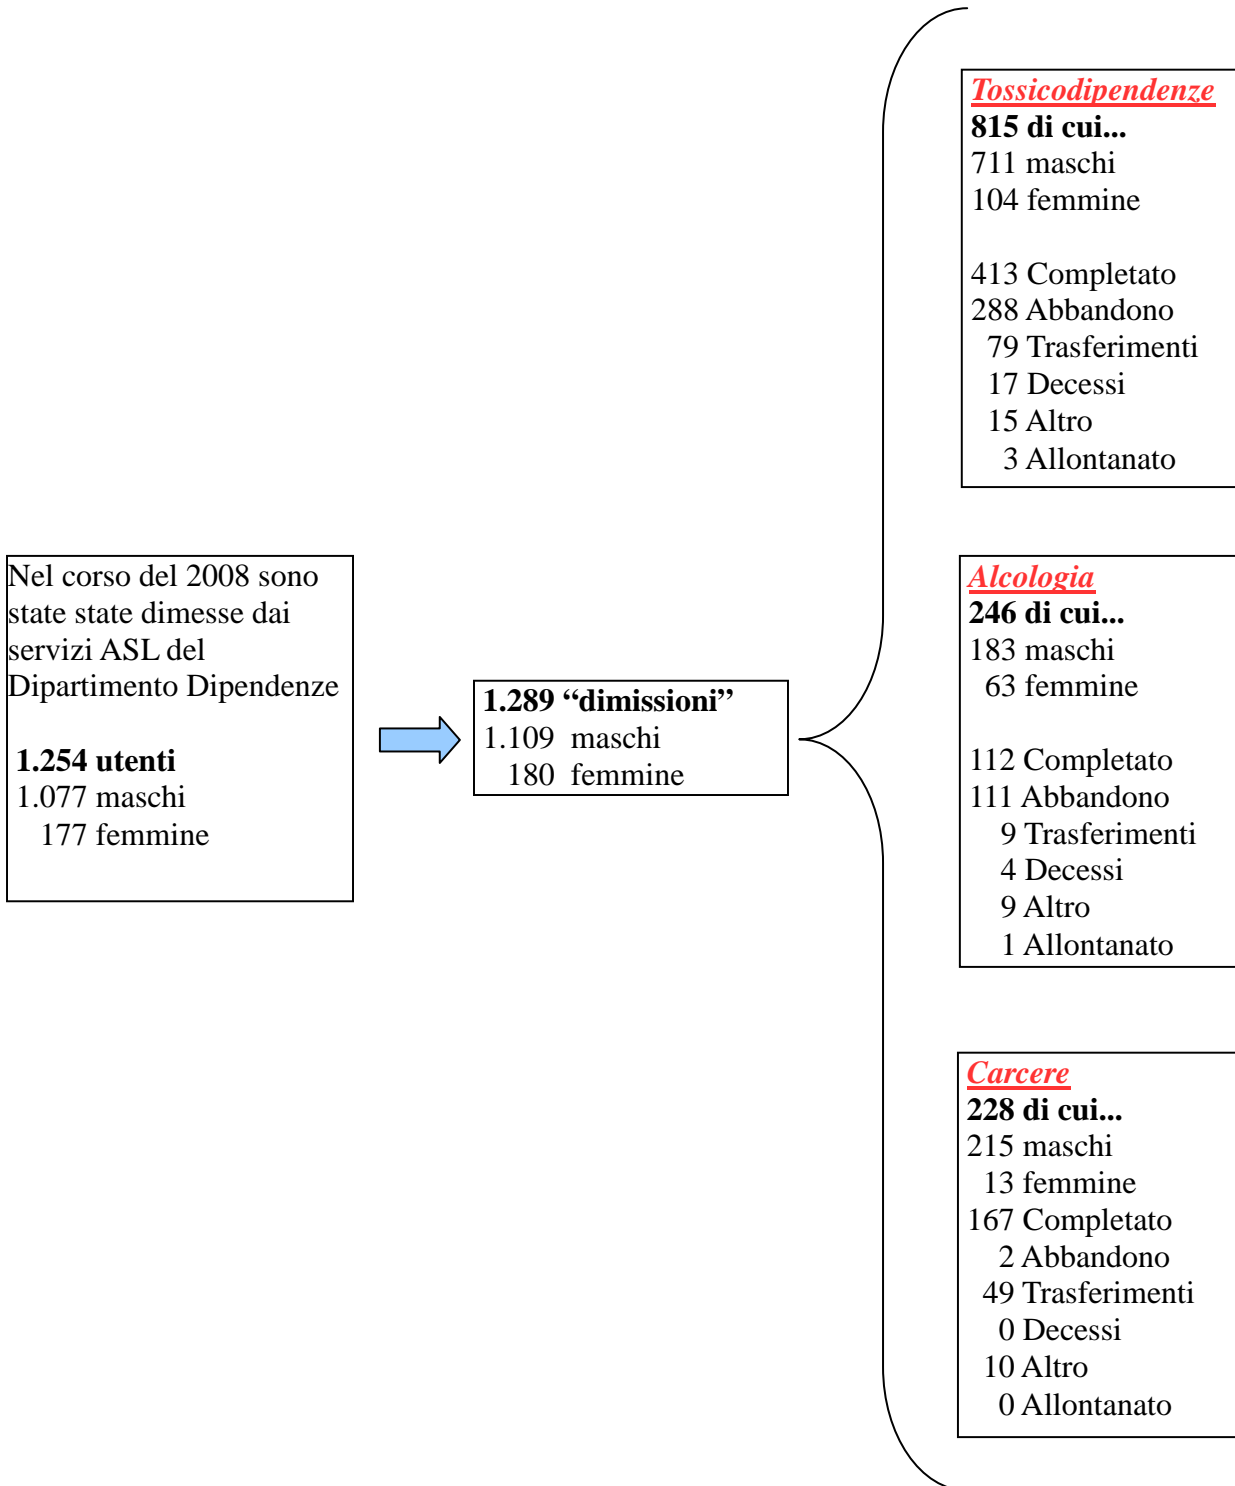 Nel corso del 2008 sono
state state dimesse dai
servizi ASL del
Dipartimento Dipendenze
1.254 utenti
1.077 maschi
177 femmine
1.289 “dimissioni”
1.109 maschi
180 femmine
Tossicodipendenze
815 di cui...
711 maschi
104 femmine
413 Completato
288 Abbandono
79 Trasferimenti
17 Decessi
15 Altro
3 Allontanato
Alcologia
246 di cui...
183 maschi
63 femmine
112 Completato
111 Abbandono
9 Trasferimenti
4 Decessi
9 Altro
1 Allontanato
Carcere
228 di cui...
215 maschi
13 femmine
167 Completato
2 Abbandono
49 Trasferimenti
0 Decessi
10 Altro
0 Allontanato